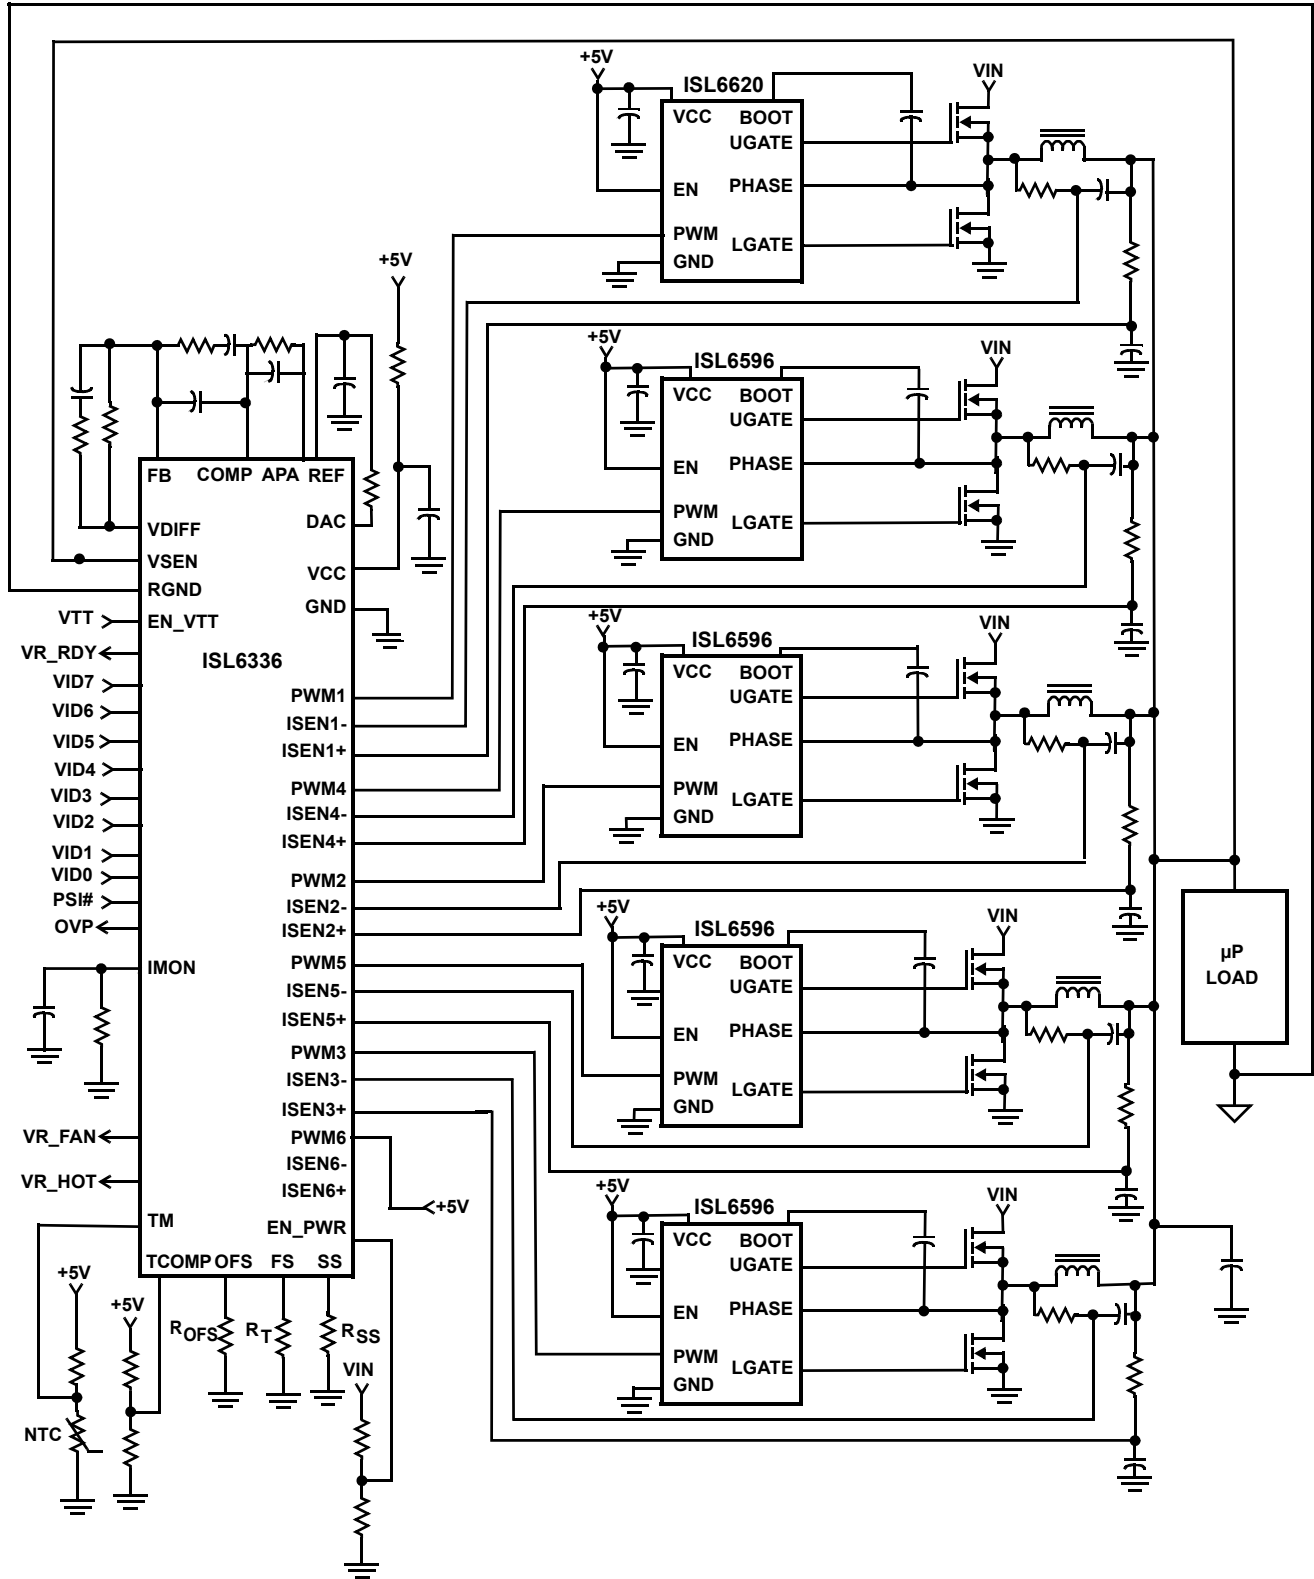 +5V
ISL6620
VIN
VCC
BOOT
UGATE
EN
PHASE
PWM
LGATE
GND
+5V
ISL6596
VIN
VCC
BOOT
UGATE
EN
PHASE
PWM
LGATE
GND
+5V
ISL6596
VIN
VCC
BOOT
UGATE
EN
PHASE
PWM
LGATE
GND
+5V
ISL6596
VIN
VCC
BOOT
UGATE
EN
PHASE
PWM
LGATE
GND
+5V
ISL6596
VIN
VCC
BOOT
UGATE
EN
PHASE
PWM
LGATE
GND
+5V
FB
COMP
APA
REF
VDIFF
DAC
VSEN
VCC
RGND
GND
VTT
EN_VTT
VR_RDY
ISL6336
VID7
VID6
VID5
VID4
VID3
VID2
VID1
VID0
PSI#
OVP
IMON
VR_FAN
VR_HOT
TM
PWM1
ISEN1-
ISEN1+
PWM4
ISEN4-
ISEN4+
PWM2
ISEN2-
ISEN2+
PWM5
ISEN5-
ISEN5+
PWM3
ISEN3-
ISEN3+
PWM6
ISEN6-
ISEN6+
+5V
EN_PWR
TCOMP
OFS
FS
SS
+5V
+5V
ROFS
RT
RSS
VIN
NTC
µP
LOAD